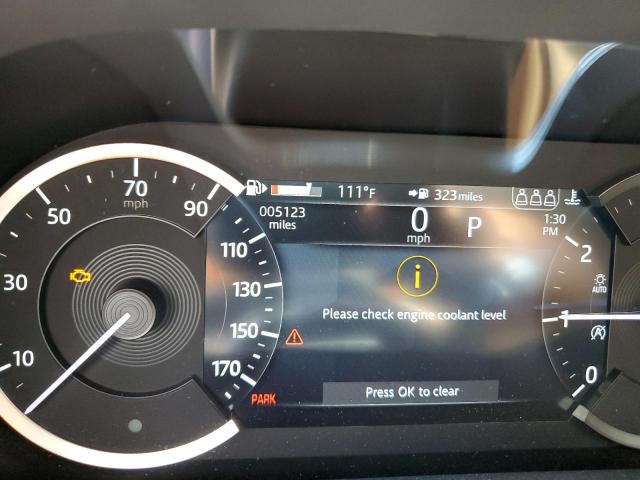 111°F
323 miles
005123
miles
0
mph
P
1:30
PM
Please check engine coolant level
Press OK to clear
10
30
50
70
mph
90
110
130
150
170
PARK
2
1
0
AUTO